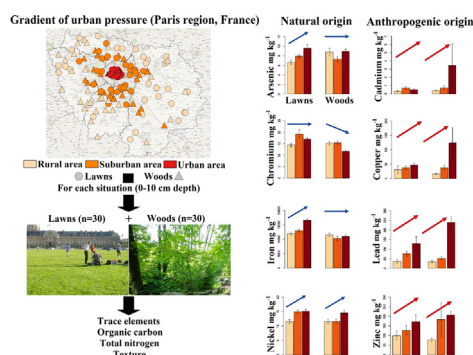 Gradient of urban pressure (Paris region, France)
Rural area Suburban area Urban area
Lawns Woods
For each situation (0-10 cm depth)
Lawns (n=30) + Woods (n=30)
Trace elements
Organic carbon
Total nitrogen
Texture
Natural origin
Arsenic mg kg-1
Lawns Woods
Chromium mg kg-1
Iron mg kg-1
Nickel mg kg-1
Anthropogenic origin
Cadmium mg kg-1
Copper mg kg-1
Lead mg kg-1
Zinc mg kg-1